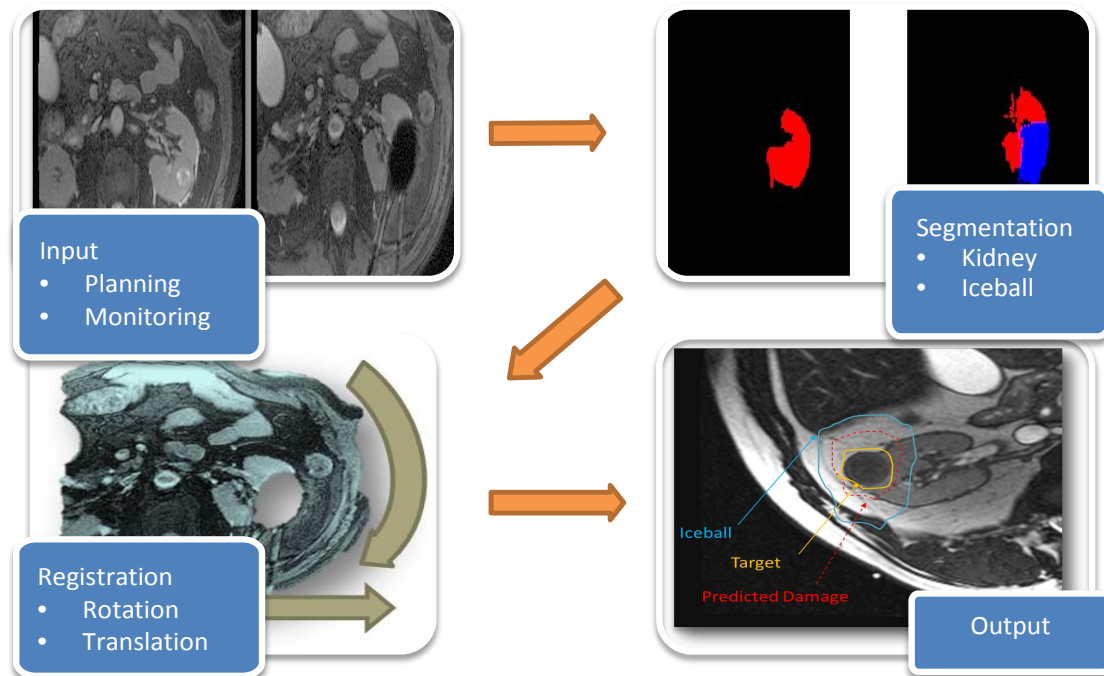 Input
• Planning
• Monitoring
Segmentation
• Kidney
• Iceball
Registration
• Rotation
• Translation
Iceball
Target
Predicted Damage
Output